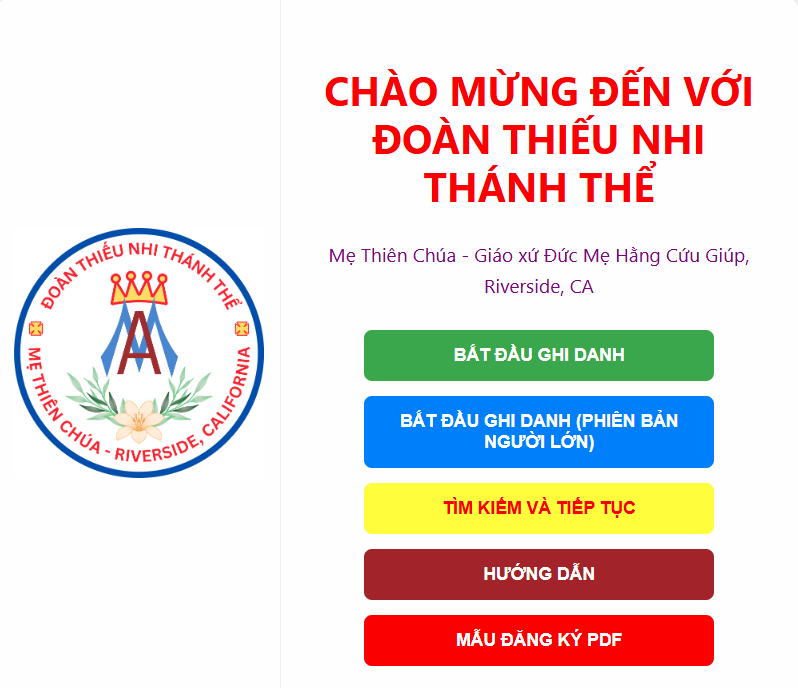 CHÀO MỪNG ĐẾN VỚI
ĐOÀN THIẾU NHI
THÁNH THỂ
Mẹ Thiên Chúa - Giáo xứ Đức Mẹ Hằng Cứu Giúp,
Riverside, CA
ĐOÀN THIẾU NHI THÁNH THỂ
MẸ THIÊN CHÚA - RIVERSIDE, CALIFORNIA
BẮT ĐẦU GHI DANH
BẮT ĐẦU GHI DANH (PHIÊN BẢN
NGƯỜI LỚN)
TÌM KIẾM VÀ TIẾP TỤC
HƯỚNG DẪN
MẪU ĐĂNG KÝ PDF